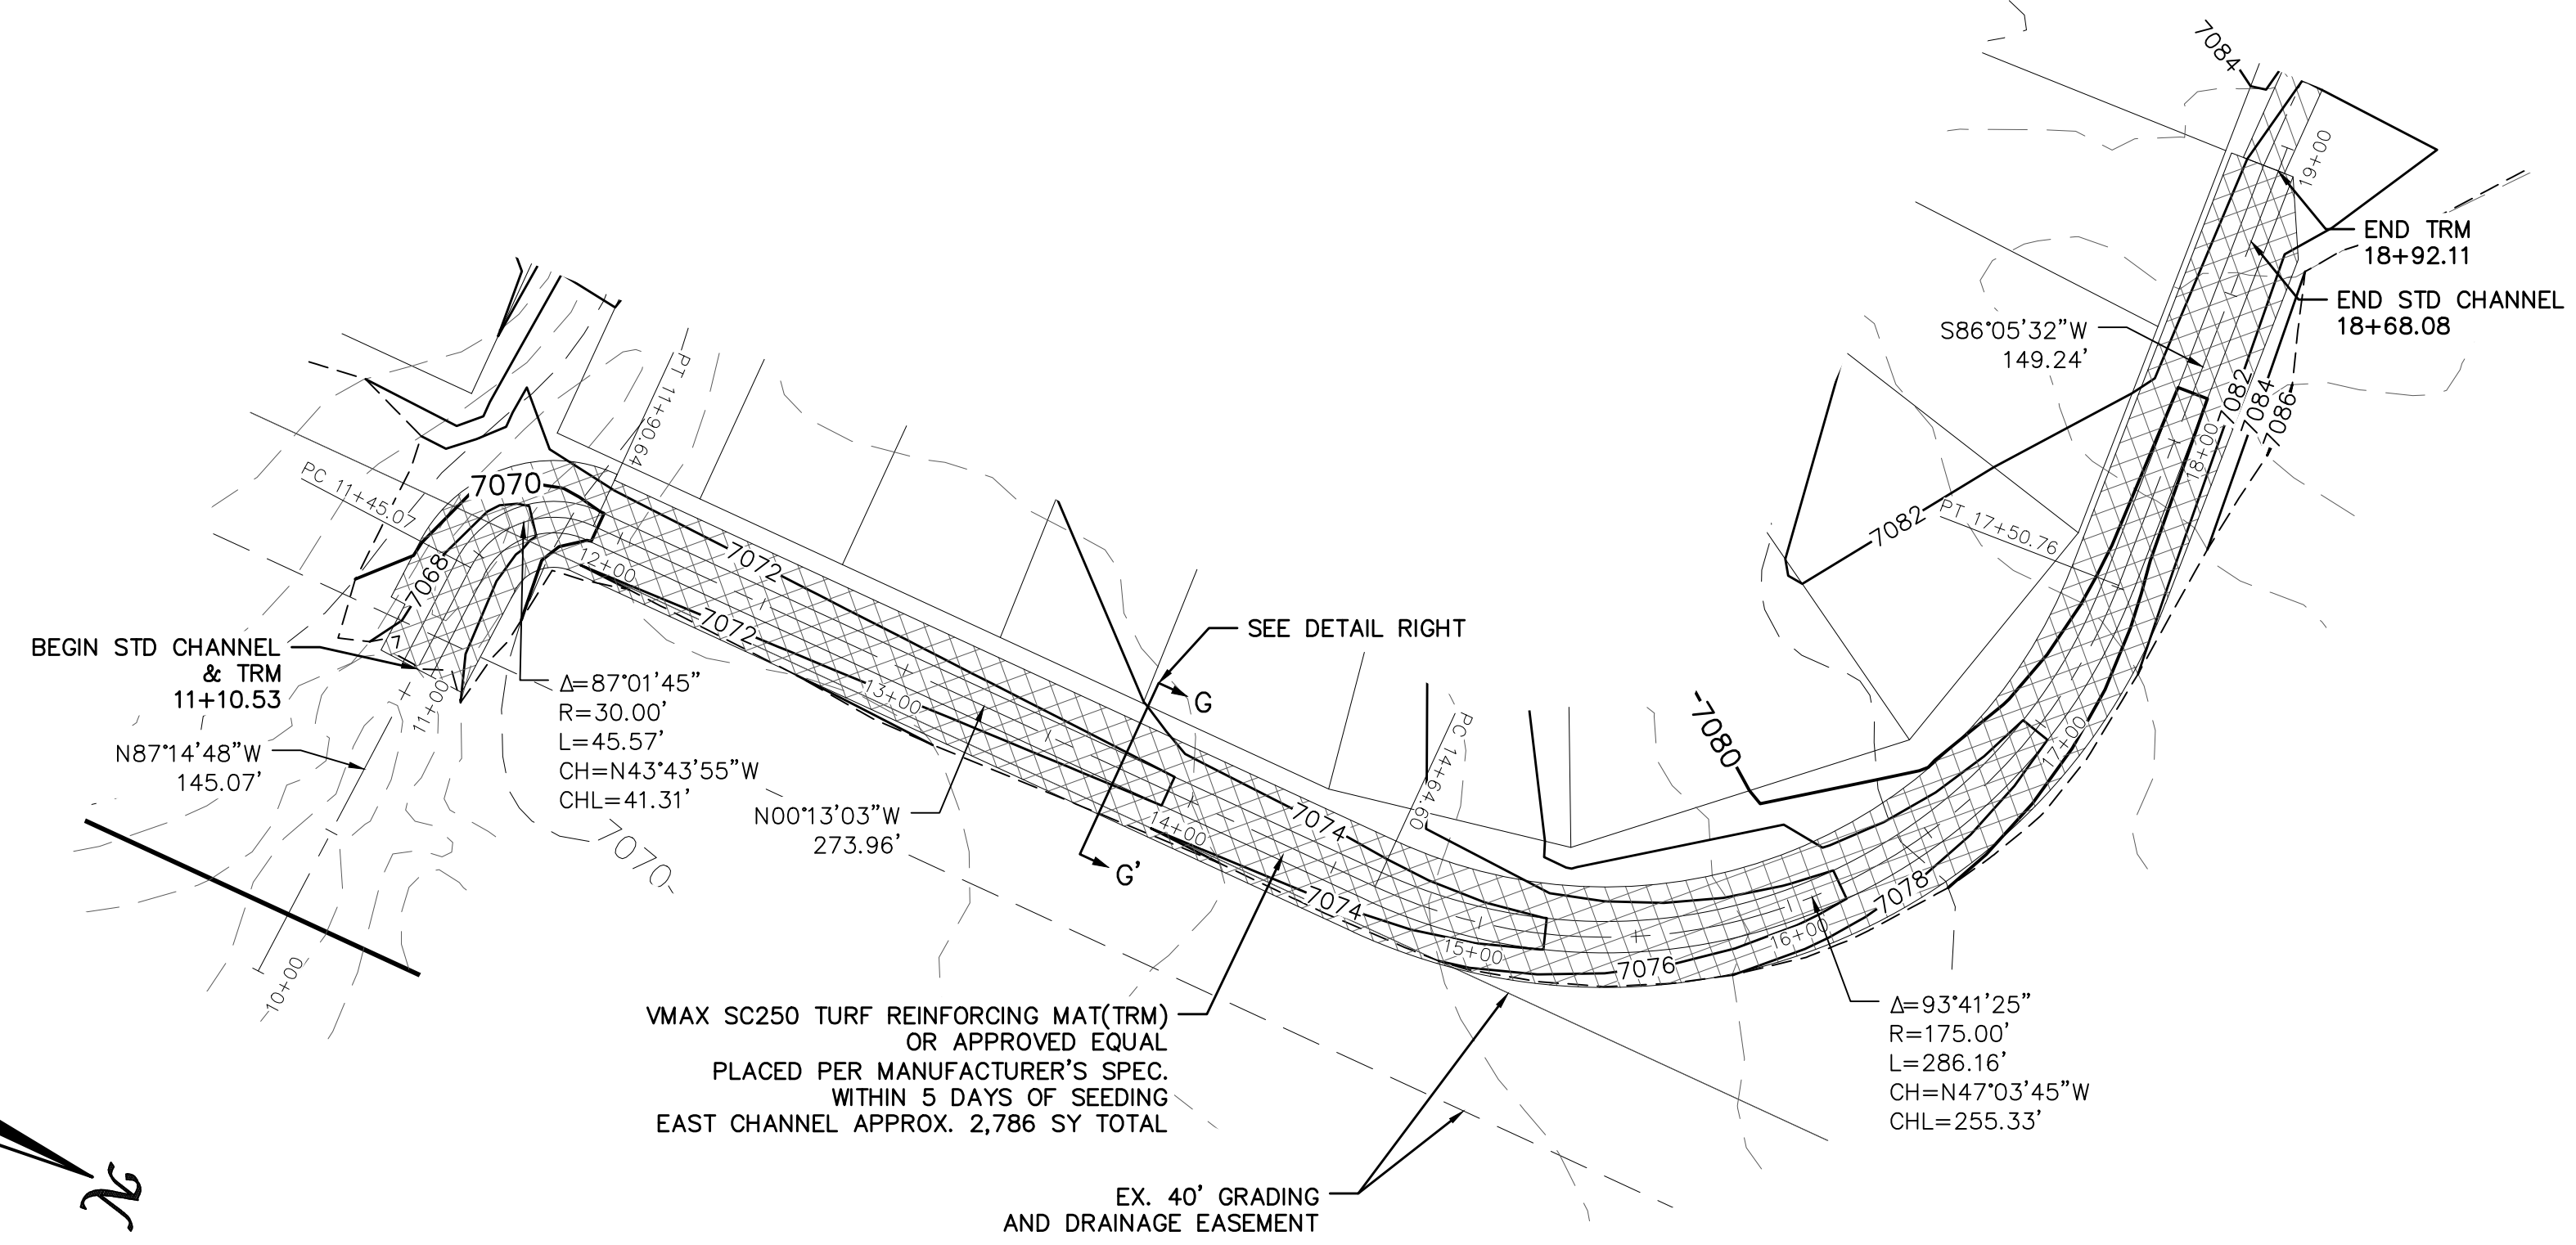 7084
19+00
END TRM
18+92.11
END STD CHANNEL
18+68.08
S86°05'32"W
149.24'
7082
7084
7086
18+00
7082
PT 17+50.76
PT 11+90.64
PC 11+45.07
7070
7068
12+00
7072
7072
SEE DETAIL RIGHT
BEGIN STD CHANNEL
& TRM
11+10.53
11+00
Δ=87°01'45"
R=30.00'
L=45.57'
CH=N43°43'55"W
CHL=41.31'
13+00
G
G'
N87°14'48"W
145.07'
N00°13'03"W
273.96'
-7080
17+00
PC 14+64.60
7074
14+00
7070
7074
7078
15+00
16+00
7076
10+00
VMAX SC250 TURF REINFORCING MAT(TRM)
OR APPROVED EQUAL
PLACED PER MANUFACTURER'S SPEC.
WITHIN 5 DAYS OF SEEDING
EAST CHANNEL APPROX. 2,786 SY TOTAL
Δ=93°41'25"
R=175.00'
L=286.16'
CH=N47°03'45"W
CHL=255.33'
EX. 40' GRADING
AND DRAINAGE EASEMENT
N